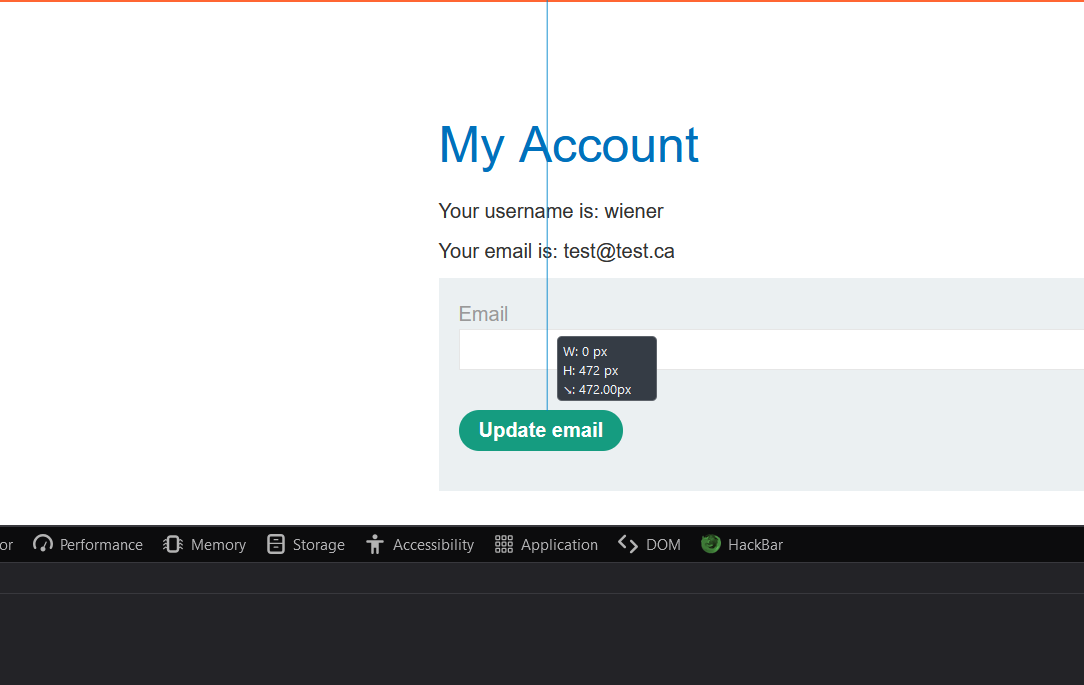 My Account
Your username is: wiener
Your email is: test@test.ca
Email
W: 0 px
H: 472 px
↘: 472.00px
Update email
or Performance Memory Storage Accessibility Application DOM HackBar